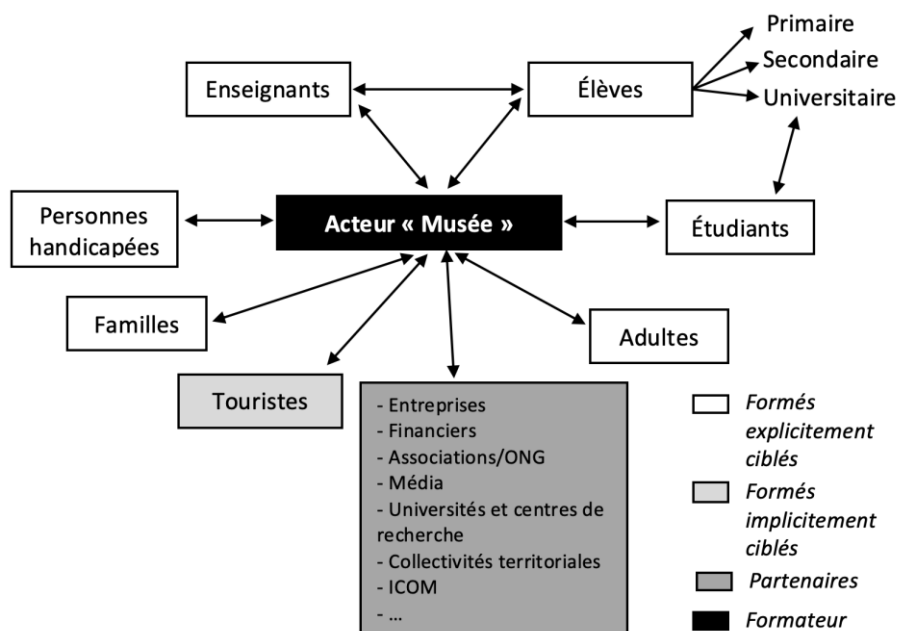 Primaire
Secondaire
Universitaire
Enseignants
Élèves
Personnes
handicapées
Acteur « Musée »
Étudiants
Familles
Adultes
Touristes
- Entreprises
- Financiers
- Associations/ONG
- Média
- Universités et centres de
recherche
- Collectivités territoriales
- ICOM
- ...
Formés
explicitement
ciblés
Formés
implicitement
ciblés
Partenaires
Formateur